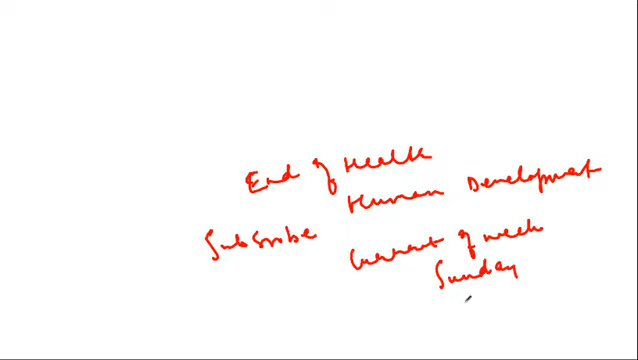 End of Health
Human Development
Subscribe
Current of week
Sunday